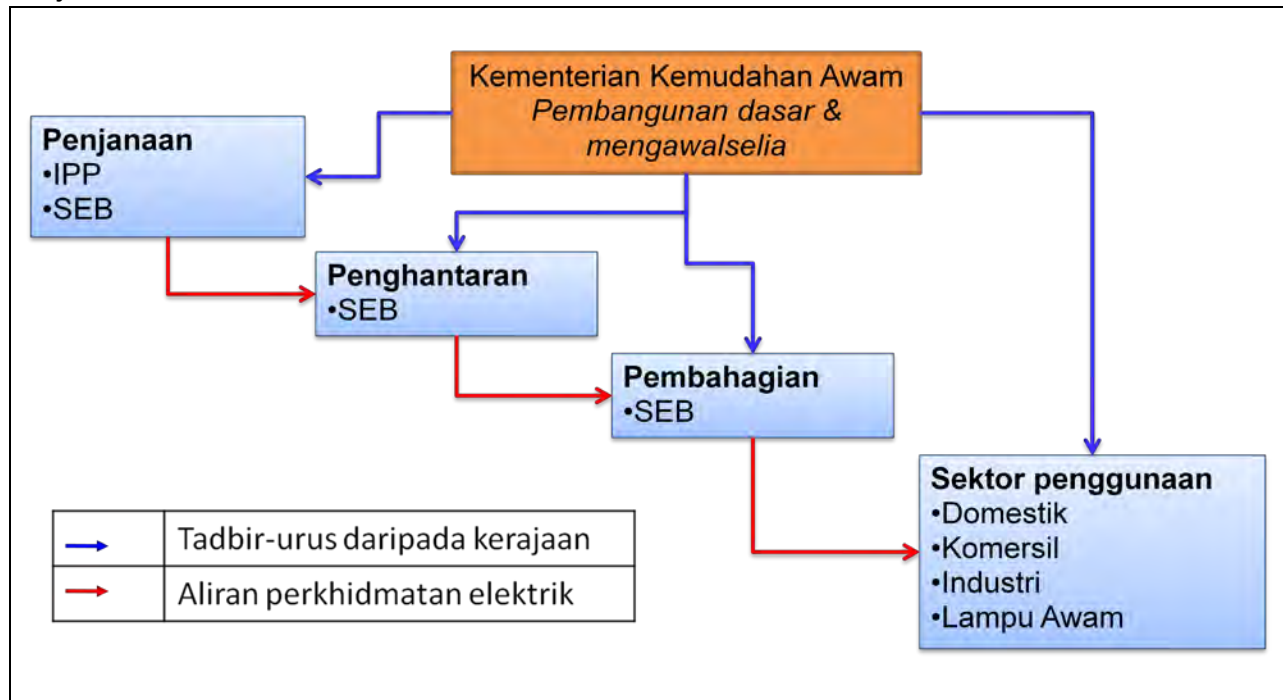 Kementerian Kemudahan Awam
Pembangunan dasar &
mengawalselia
Penjanaan
•IPP
•SEB
Penghantaran
•SEB
Pembahagian
•SEB
Sektor penggunaan
•Domestik
•Komersil
•Industri
•Lampu Awam
Tadbir-urus daripada kerajaan
Aliran perkhidmatan elektrik